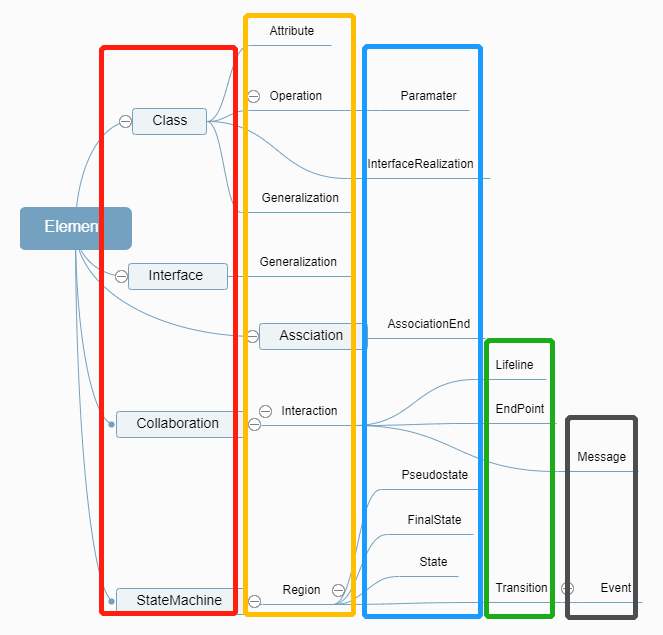 Attribute
Operation
Paramater
Class
InterfaceRealization
Generalization
Elemen
Interface
Generalization
Assciation
AssociationEnd
Lifeline
Collaboration
Interaction
EndPoint
Message
Pseudostate
FinalState
State
StateMachine
Region
Transition
Event